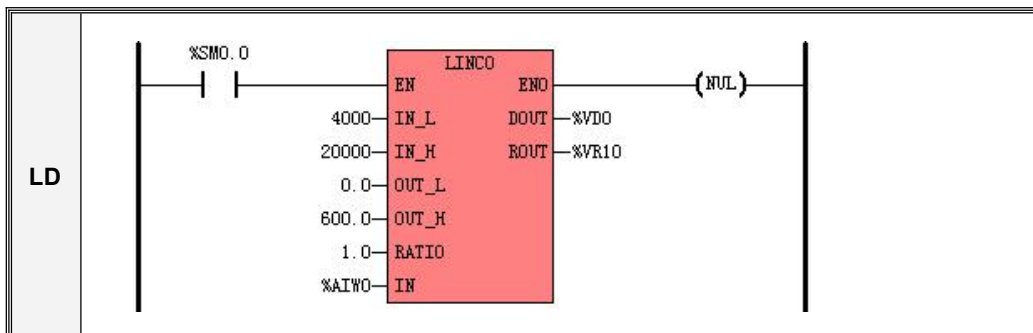 %SM0.0
LINCO
EN ENO
(NUL)
4000 IN_L DOUT %VD0
20000 IN_H ROUT %VR10
LD
0.0 OUT_L
600.0 OUT_H
1.0 RATIO
%AIW0 IN